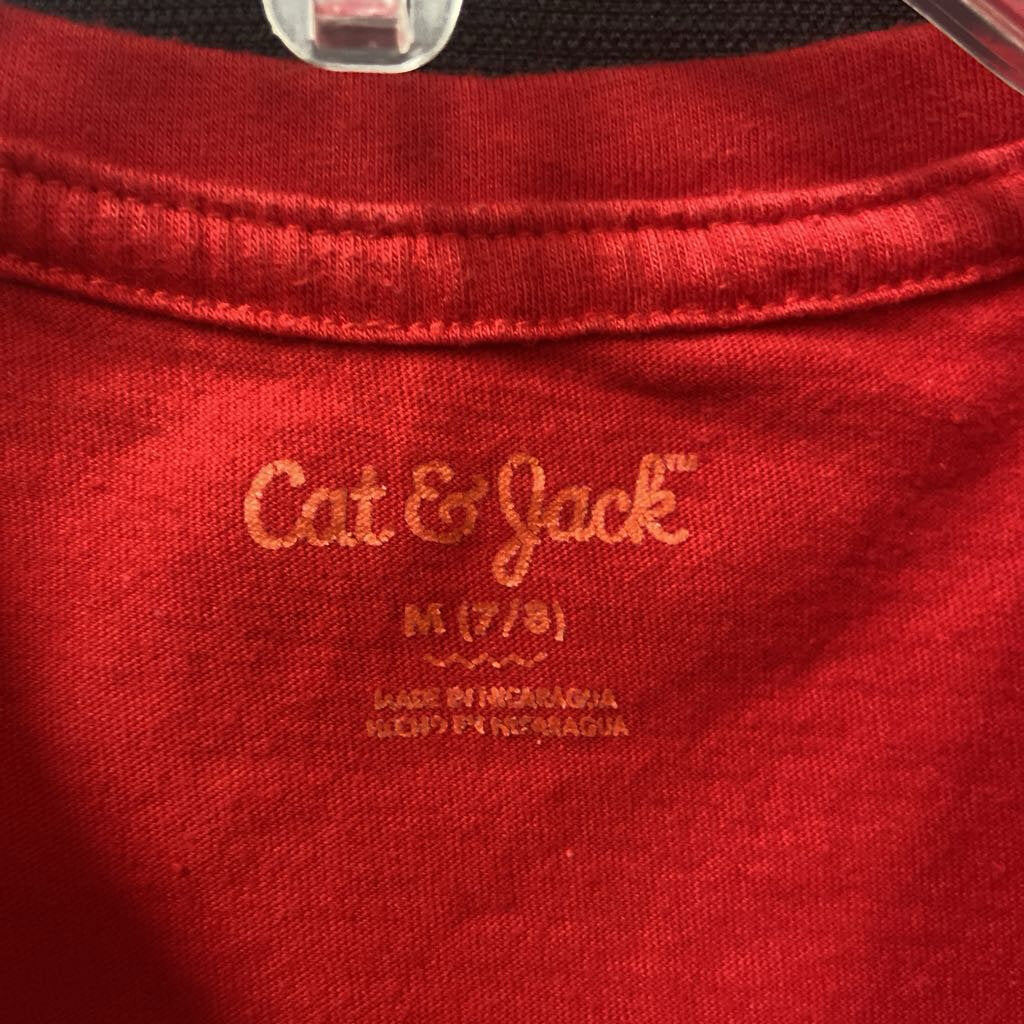 Cat & Jack™
M (7/8)
MADE IN NICARAGUA
HECHO EN NICARAGUA